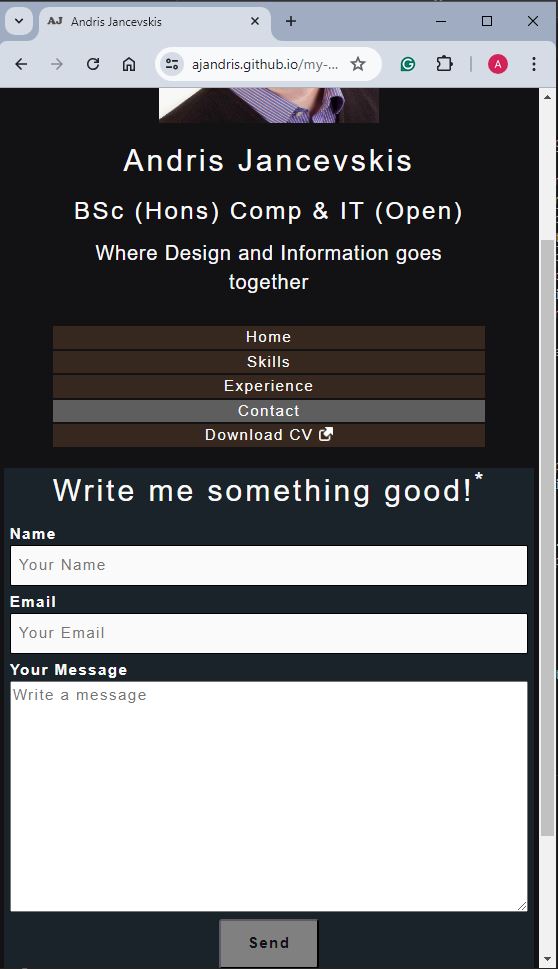 AJ Andris Jancevskis
ajandris.github.io/my-...
A
Andris Jancevskis
BSc (Hons) Comp & IT (Open)
Where Design and Information goes
together
Home
Skills
Experience
Contact
Download CV
Write me something good!*
Name
Your Name
Email
Your Email
Your Message
Write a message
Send